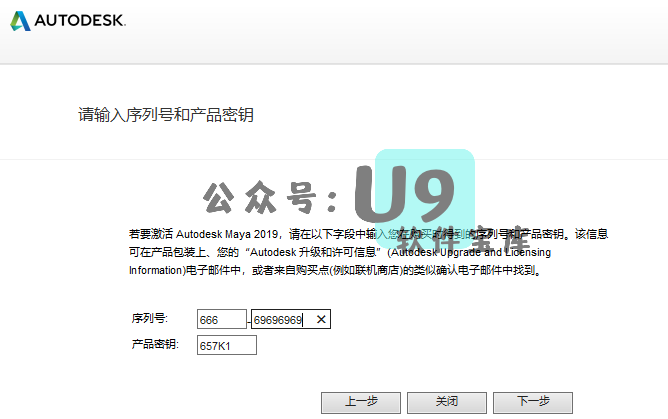 AUTODESK.
请输入序列号和产品密钥
公众号: U9
软件宝库
若要激活 Autodesk Maya 2019，请在以下字段中输入您在购买时得到的序列号和产品密钥。该信息
可在产品包装上、您的“Autodesk 升级和许可信息”(Autodesk Upgrade and Licensing
Information)电子邮件中，或者来自购买点(例如联机商店)的类似确认电子邮件中找到。
序列号: 666 - 69696969
产品密钥: 657K1
上一步 关闭 下一步